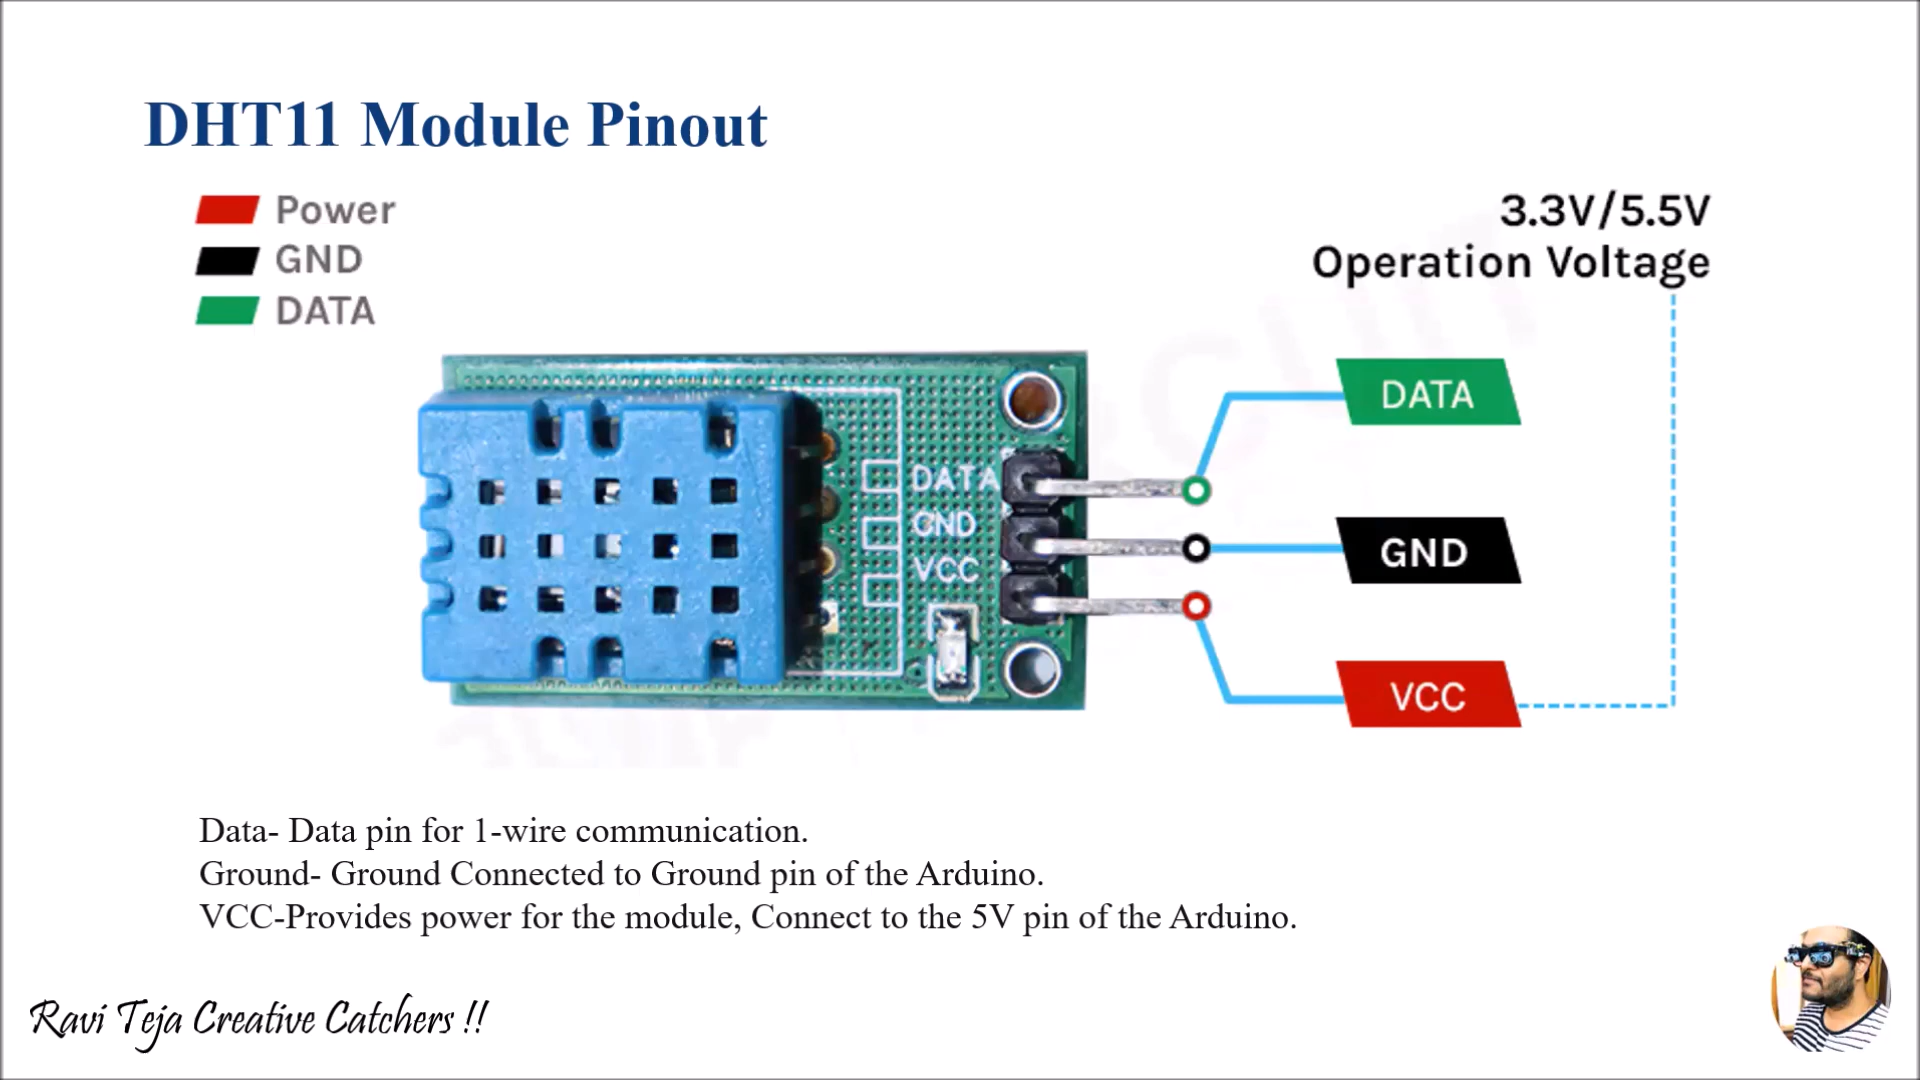 DHT11 Module Pinout
Power
GND
DATA
3.3V/5.5V
Operation Voltage
DATA
GND
VCC
DATA
GND
VCC
Data- Data pin for 1-wire communication.
Ground- Ground Connected to Ground pin of the Arduino.
VCC-Provides power for the module, Connect to the 5V pin of the Arduino.
Ravi Teja Creative Catchers !!